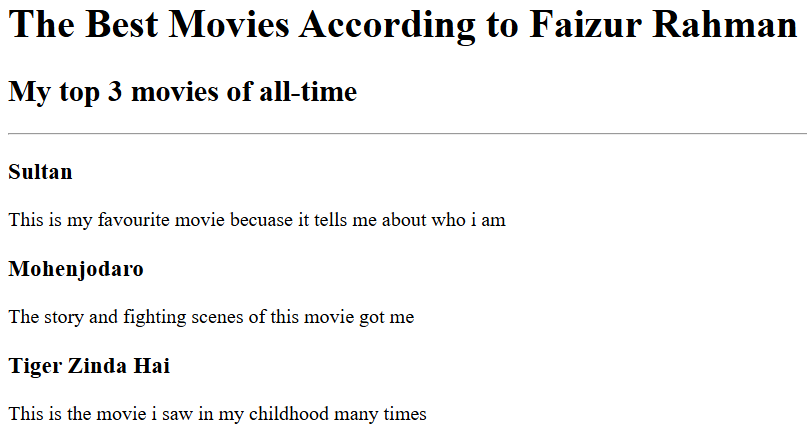 The Best Movies According to Faizur Rahman
My top 3 movies of all-time
Sultan
This is my favourite movie becuase it tells me about who i am
Mohenjodaro
The story and fighting scenes of this movie got me
Tiger Zinda Hai
This is the movie i saw in my childhood many times